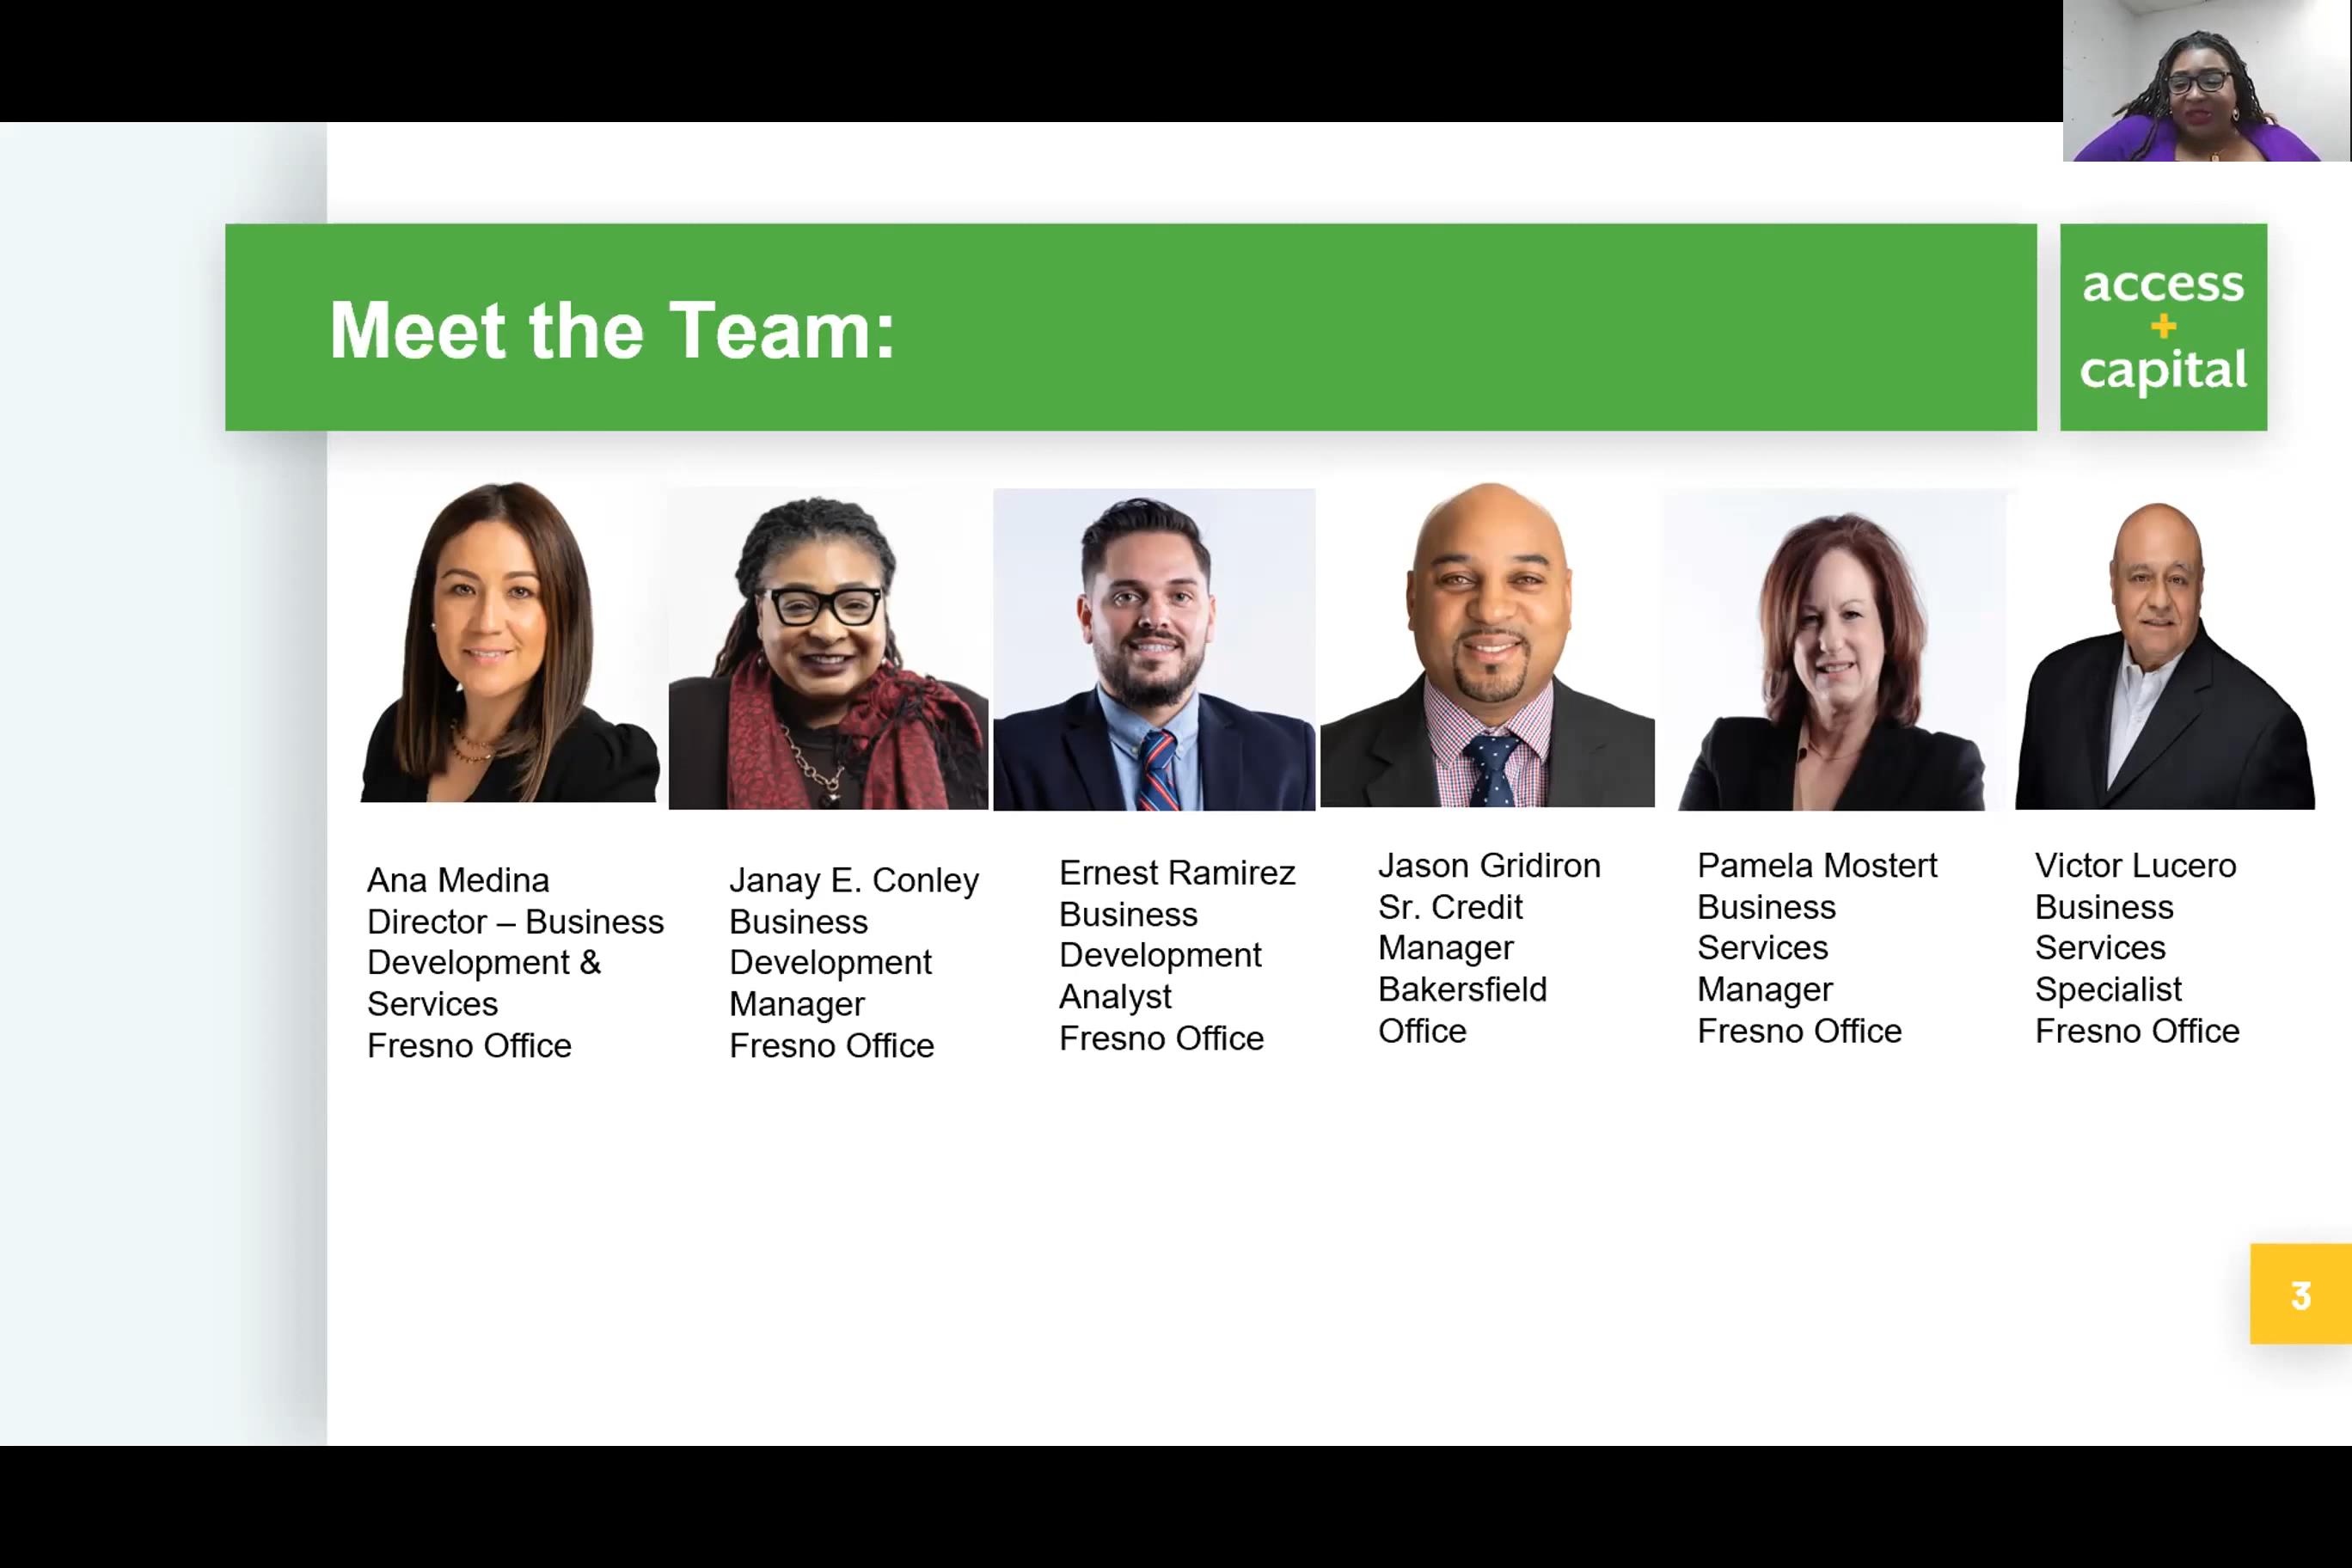 Meet the Team:
access
+
capital
Ana Medina
Director – Business
Development &
Services
Fresno Office
Janay E. Conley
Business
Development
Manager
Fresno Office
Ernest Ramirez
Business
Development
Analyst
Fresno Office
Jason Gridiron
Sr. Credit
Manager
Bakersfield
Office
Pamela Mostert
Business
Services
Manager
Fresno Office
Victor Lucero
Business
Services
Specialist
Fresno Office
3